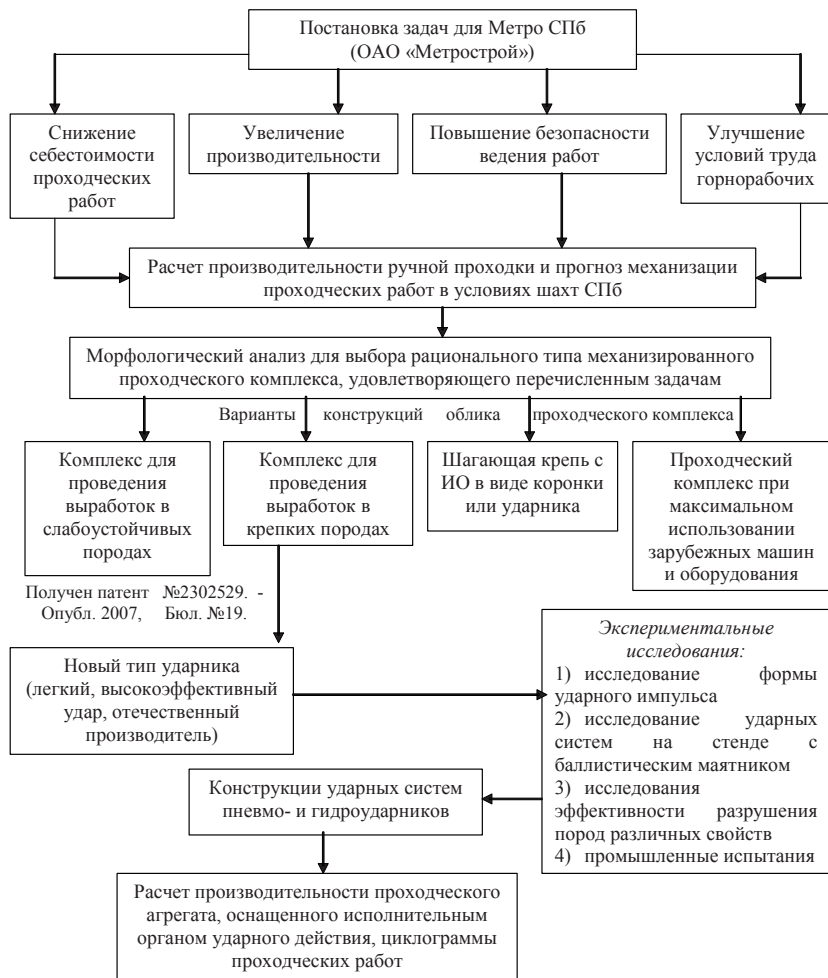 Постановка задач для Метро СПб
(ОАО «Метрострой»)
Снижение
себестоимости
проходческих
работ
Увеличение
производительности
Повышение безопасности
ведения работ
Улучшение
условий труда
горнорабочих
Расчет производительности ручной проходки и прогноз механизации
проходческих работ в условиях шахт СПб
Морфологический анализ для выбора рационального типа механизированного
проходческого комплекса, удовлетворяющего перечисленным задачам
Варианты конструкций облика проходческого комплекса
Комплекс для
проведения
выработок в
слабоустойчивых
породах
Комплекс для
проведения
выработок в
крепких породах
Шагающая крепь с
ИО в виде коронки
или ударника
Проходческий
комплекс при
максимальном
использовании
зарубежных машин
и оборудования
Получен патент №2302529. -
Опубл. 2007, Бюл. №19.
Новый тип ударника
(легкий, высокоэффективный
удар, отечественный
производитель)
Экспериментальные
исследования:
1) исследование формы
ударного импульса
2) исследование ударных
систем на стенде с
баллистическим маятником
3) исследования
эффективности разрушения
пород различных свойств
4) промышленные испытания
Конструкции ударных систем
пневмо- и гидроударников
Расчет производительности проходческого
агрегата, оснащенного исполнительным
органом ударного действия, циклограммы
проходческих работ